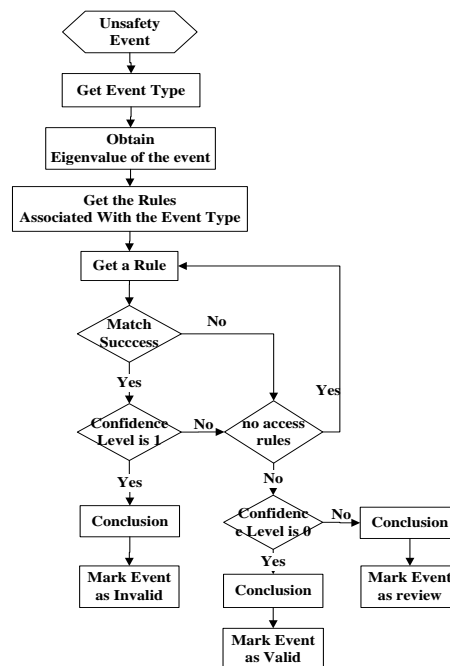 Unsafety
Event
Get Event Type
Obtain
Eigenvalue of the event
Get the Rules
Associated With the Event Type
Get a Rule
Match
Succcess
No
Yes
Yes
Confidence
Level is 1
No
no access
rules
Yes
No
Conclusion
Confidenc
e Level is 0
No
Conclusion
Mark Event
as Invalid
Yes
Mark Event
as review
Conclusion
Mark Event
as Valid